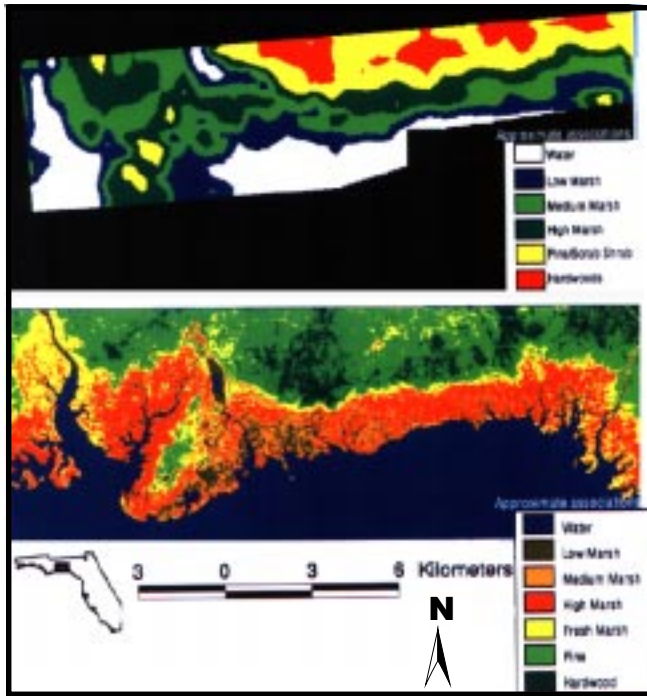 Approximate associations
Water
Low Marsh
Medium Marsh
High Marsh
Pine/Scrub Shrub
Hardwoods
Approximate associations
Water
Low Marsh
Medium Marsh
High Marsh
Fresh Marsh
Pine
Hardwood
3 0 3 6 Kilometers
N